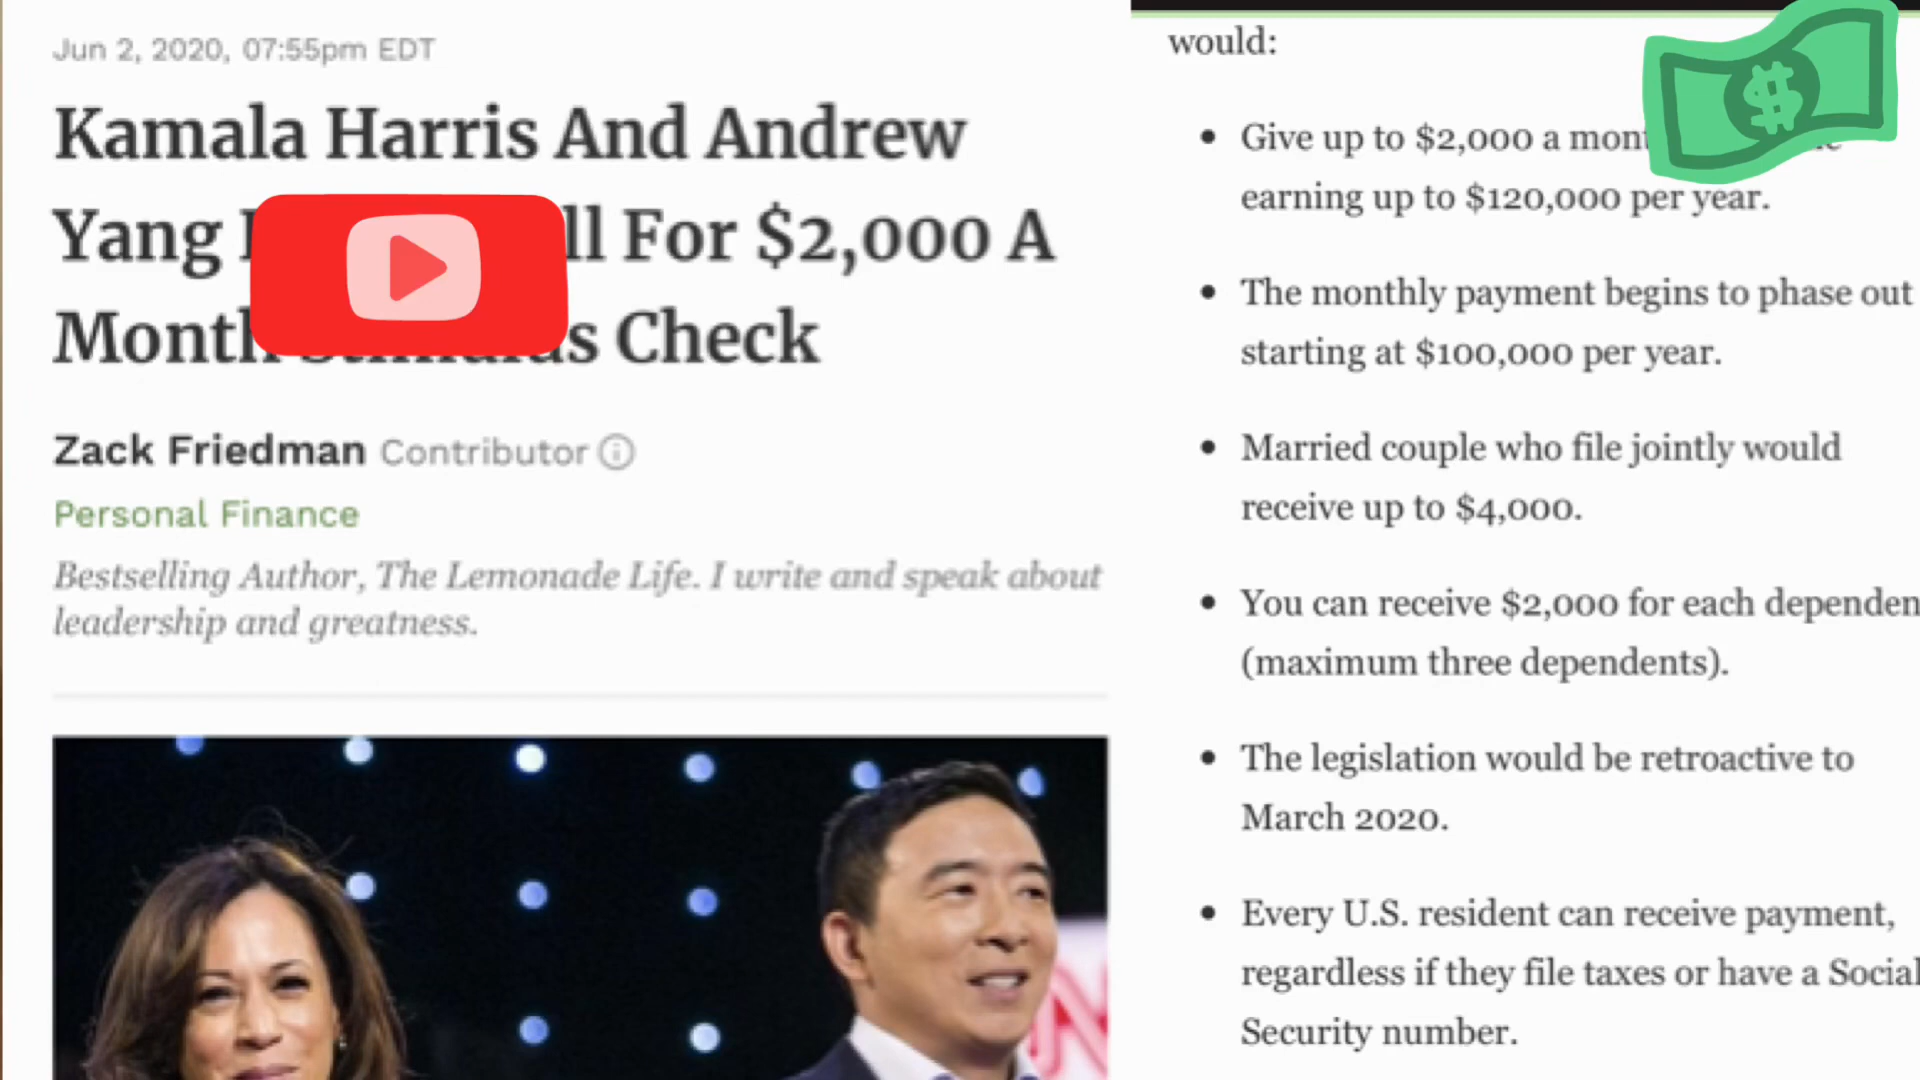 Jun 2, 2020, 07:55pm EDT
Kamala Harris And Andrew
Yang For $2,000 A
Month Check
Zack Friedman Contributor
Personal Finance
Bestselling Author, The Lemonade Life. I write and speak about
leadership and greatness.
would:
Give up to $2,000 a
earning up to $120,000 per year.
The monthly payment begins to phase out
starting at $100,000 per year.
Married couple who file jointly would
receive up to $4,000.
You can receive $2,000 for each dependen
(maximum three dependents).
The legislation would be retroactive to
March 2020.
Every U.S. resident can receive payment,
regardless if they file taxes or have a Social
Security number.